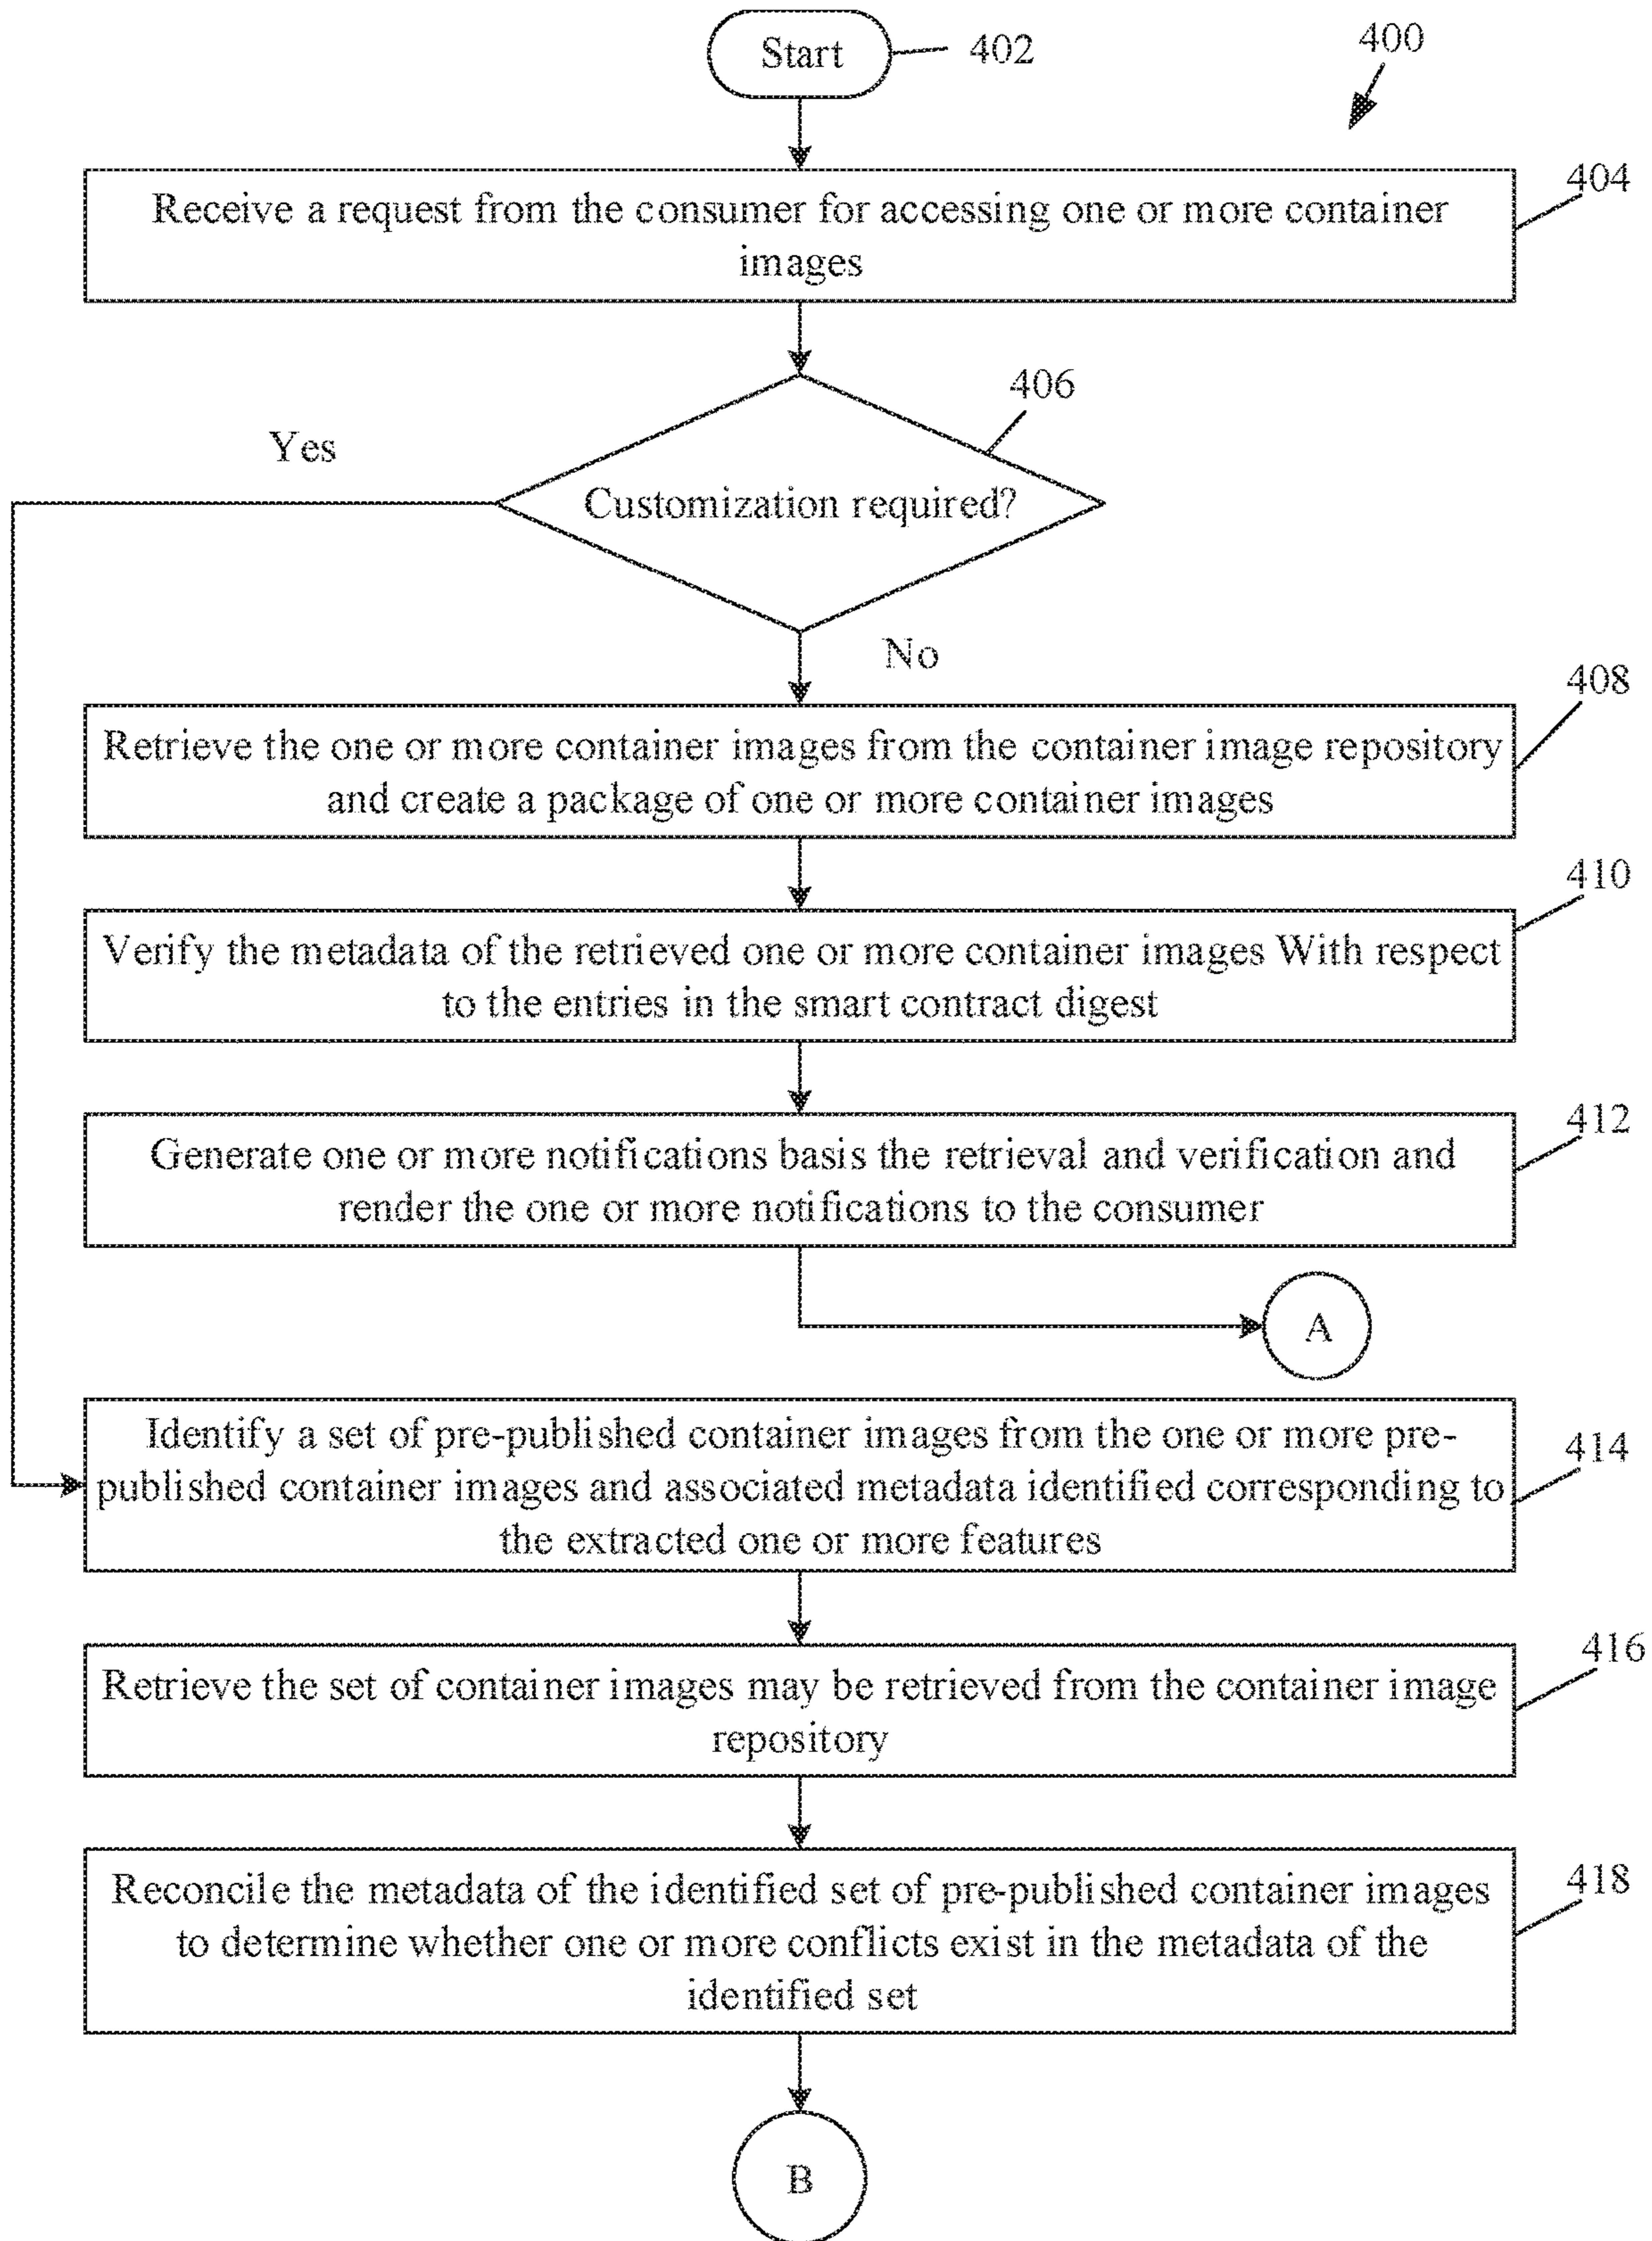 Start
402
400
404
Receive a request from the consumer for accessing one or more container
images
406
Yes
Customization required?
No
408
Retrieve the one or more container images from the container image repository
and create a package of one or more container images
410
Verify the metadata of the retrieved one or more container images With respect
to the entries in the smart contract digest
412
Generate one or more notifications basis the retrieval and verification and
render the one or more notifications to the consumer
A
Identify a set of pre-published container images from the one or more pre-
published container images and associated metadata identified corresponding to
the extracted one or more features
414
416
Retrieve the set of container images may be retrieved from the container image
repository
418
Reconcile the metadata of the identified set of pre-published container images
to determine whether one or more conflicts exist in the metadata of the
identified set
B